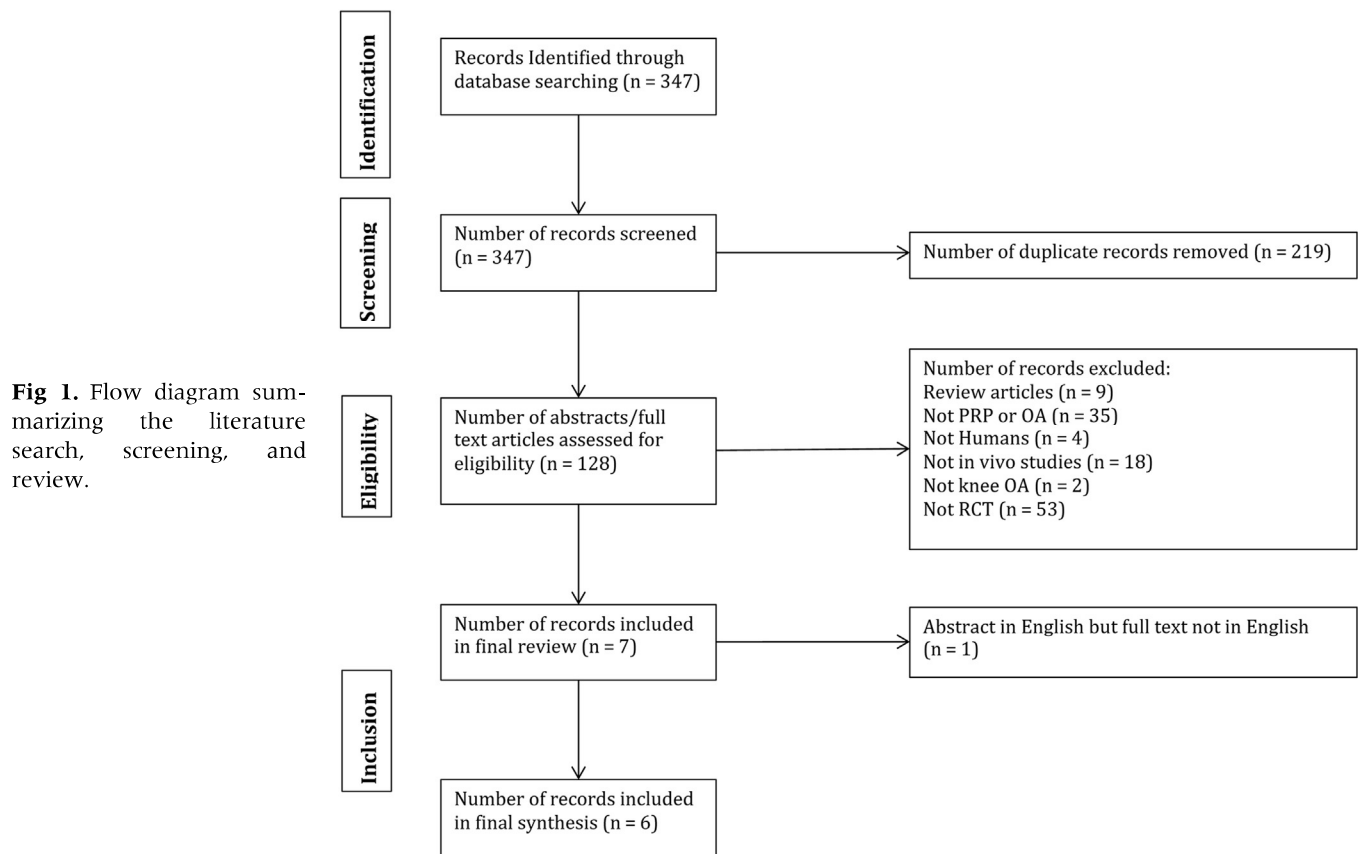 Identification
Records Identified through
database searching (n = 347)
Screening
Number of records screened
(n = 347)
Number of duplicate records removed (n = 219)
Fig 1. Flow diagram sum-
marizing the literature
search, screening, and
review.
Eligibility
Number of abstracts/full
text articles assessed for
eligibility (n = 128)
Number of records excluded:
Review articles (n = 9)
Not PRP or OA (n = 35)
Not Humans (n = 4)
Not in vivo studies (n = 18)
Not knee OA (n = 2)
Not RCT (n = 53)
Number of records included
in final review (n = 7)
Abstract in English but full text not in English
(n = 1)
Inclusion
Number of records included
in final synthesis (n = 6)